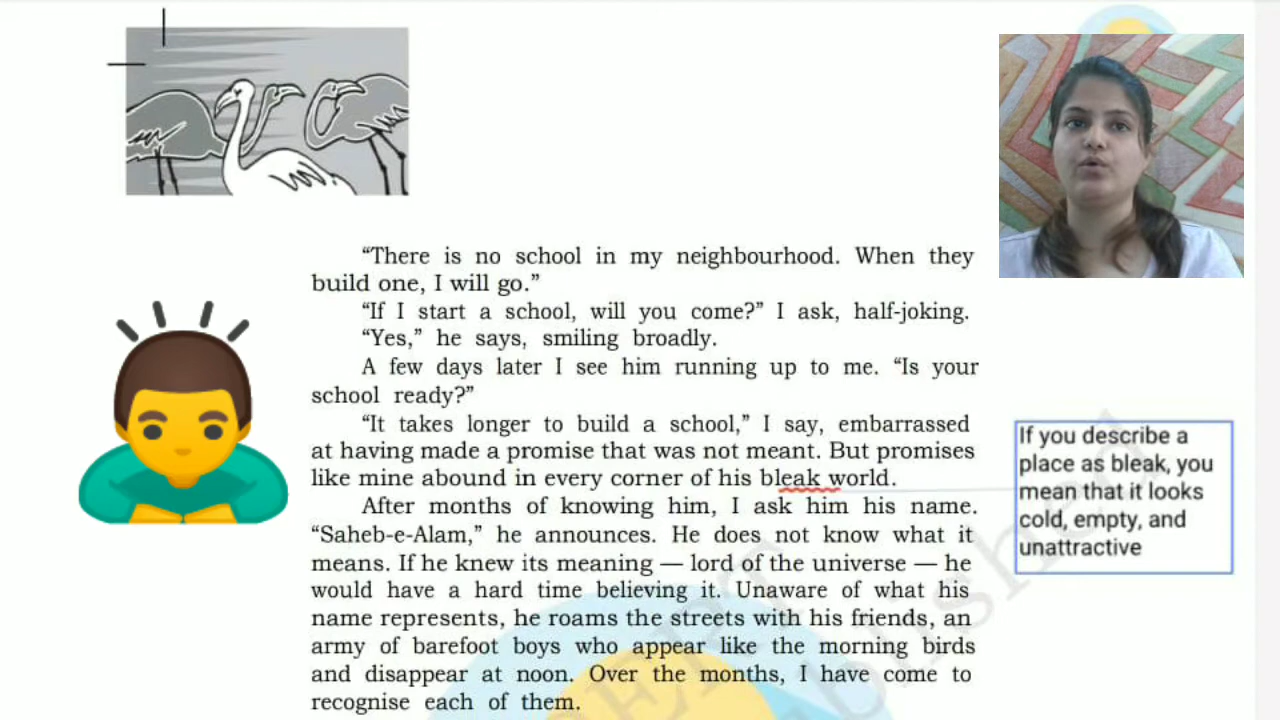 “There is no school in my neighbourhood. When they
build one, I will go.”
“If I start a school, will you come?” I ask, half-joking.
“Yes,” he says, smiling broadly.
A few days later I see him running up to me. “Is your
school ready?”
“It takes longer to build a school,” I say, embarrassed
at having made a promise that was not meant. But promises
like mine abound in every corner of his bleak world.
After months of knowing him, I ask him his name.
“Saheb-e-Alam,” he announces. He does not know what it
means. If he knew its meaning — lord of the universe — he
would have a hard time believing it. Unaware of what his
name represents, he roams the streets with his friends, an
army of barefoot boys who appear like the morning birds
and disappear at noon. Over the months, I have come to
recognise each of them.
If you describe a
place as bleak, you
mean that it looks
cold, empty, and
unattractive